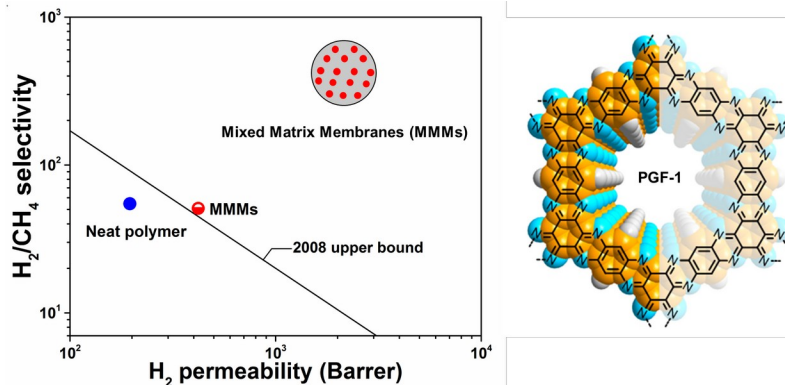 10³
10²
10¹
10²
10³
10⁴
H₂/CH₄ selectivity
H₂ permeability (Barrer)
Mixed Matrix Membranes (MMMs)
MMMs
Neat polymer
2008 upper bound
PGF-1
N N N N N N N N N N N N N N N N N N N N N N N N N N N N N N N N N N N N